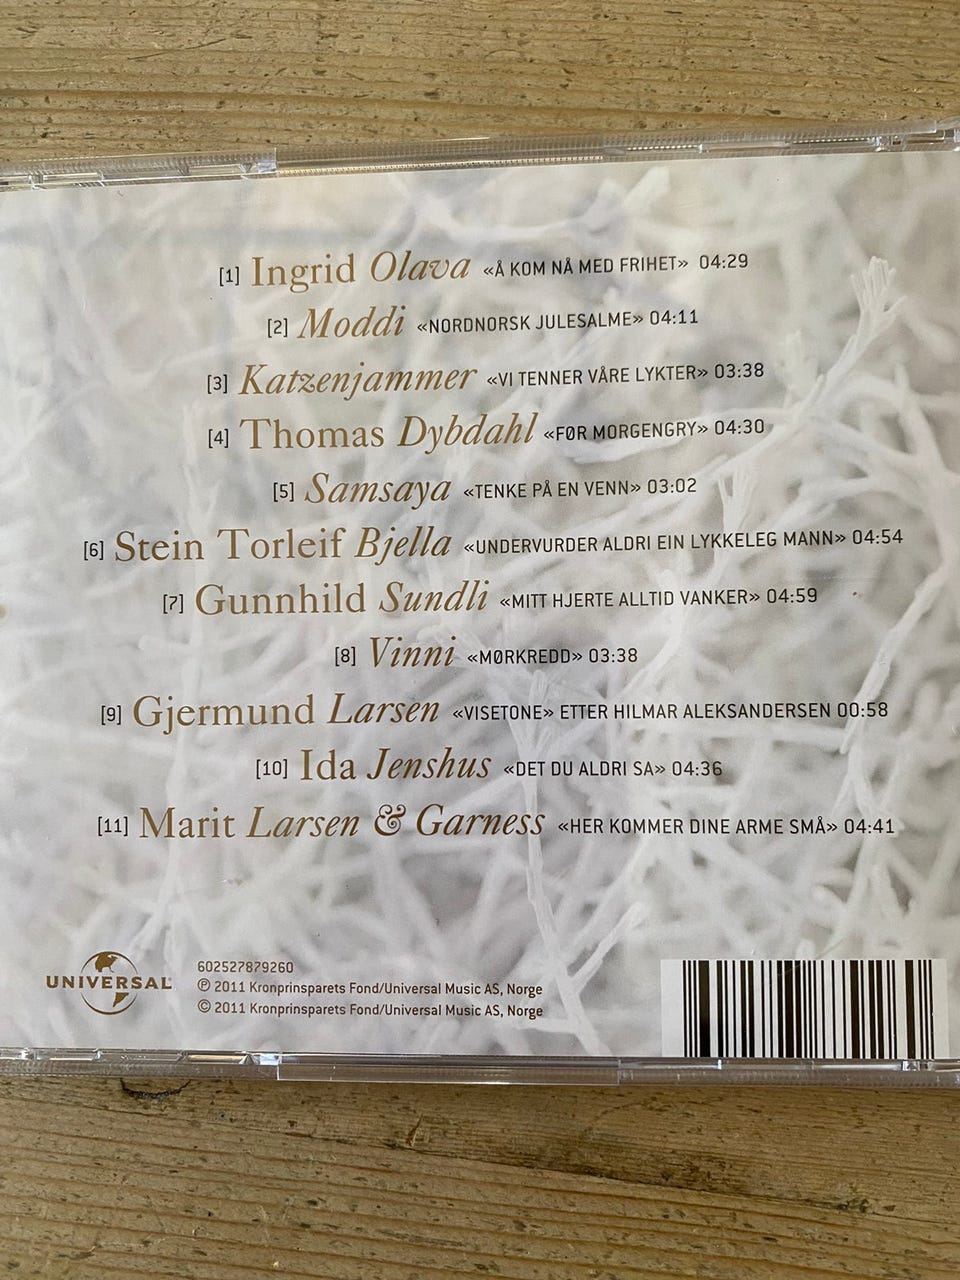 [1] Ingrid Olava «Å KOM NÅ MED FRIHET» 04:29
[2] Moddi «NORDNORSK JULESALME» 04:11
[3] Katzenjammer «VI TENNER VÅRE LYKTER» 03:38
[4] Thomas Dybdahl «FØR MORGENGRY» 04:30
[5] Samsaya «TENKE PÅ EN VENN» 03:02
[6] Stein Torleif Bjella «UNDERVURDER ALDRI EIN LYKKELEG MANN» 04:54
[7] Gunnhild Sundli «MITT HJERTE ALLTID VANKER» 04:59
[8] Vinni «MØRKREDD» 03:38
[9] Gjermund Larsen «VISETONE» ETTER HILMAR ALEKSANDERSEN 00:58
[10] Ida Jenshus «DET DU ALDRI SA» 04:36
[11] Marit Larsen & Garness «HER KOMMER DINE ARME SMÅ» 04:41
UNIVERSAL
602527879260
℗ 2011 Kronprinsparets Fond/Universal Music AS, Norge
© 2011 Kronprinsparets Fond/Universal Music AS, Norge